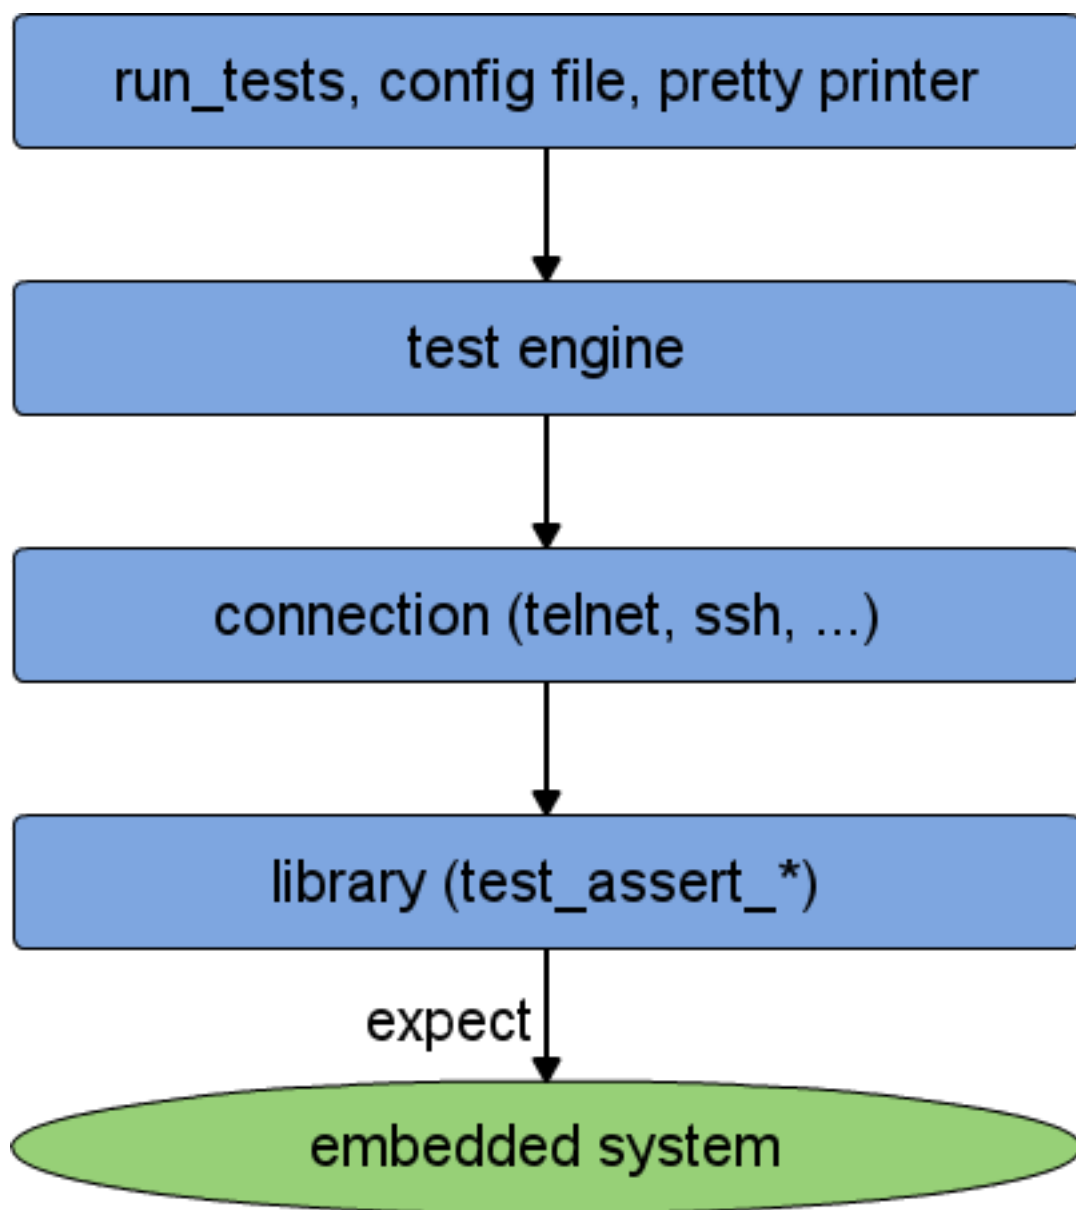 run_tests, config file, pretty printer
test engine
connection (telnet, ssh, ...)
library (test_assert_*)
expect
embedded system